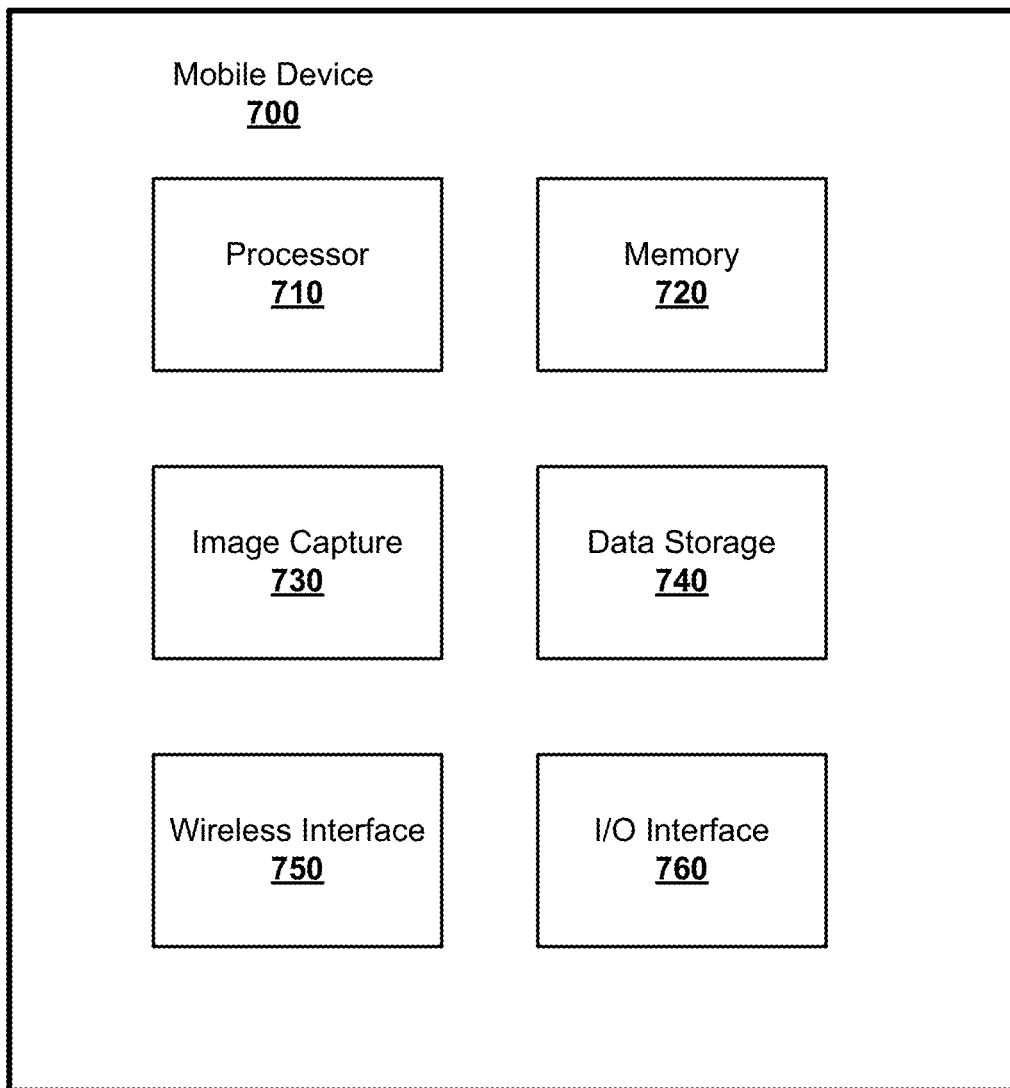 Mobile Device
700
Processor
710
Memory
720
Image Capture
730
Data Storage
740
Wireless Interface
750
I/O Interface
760